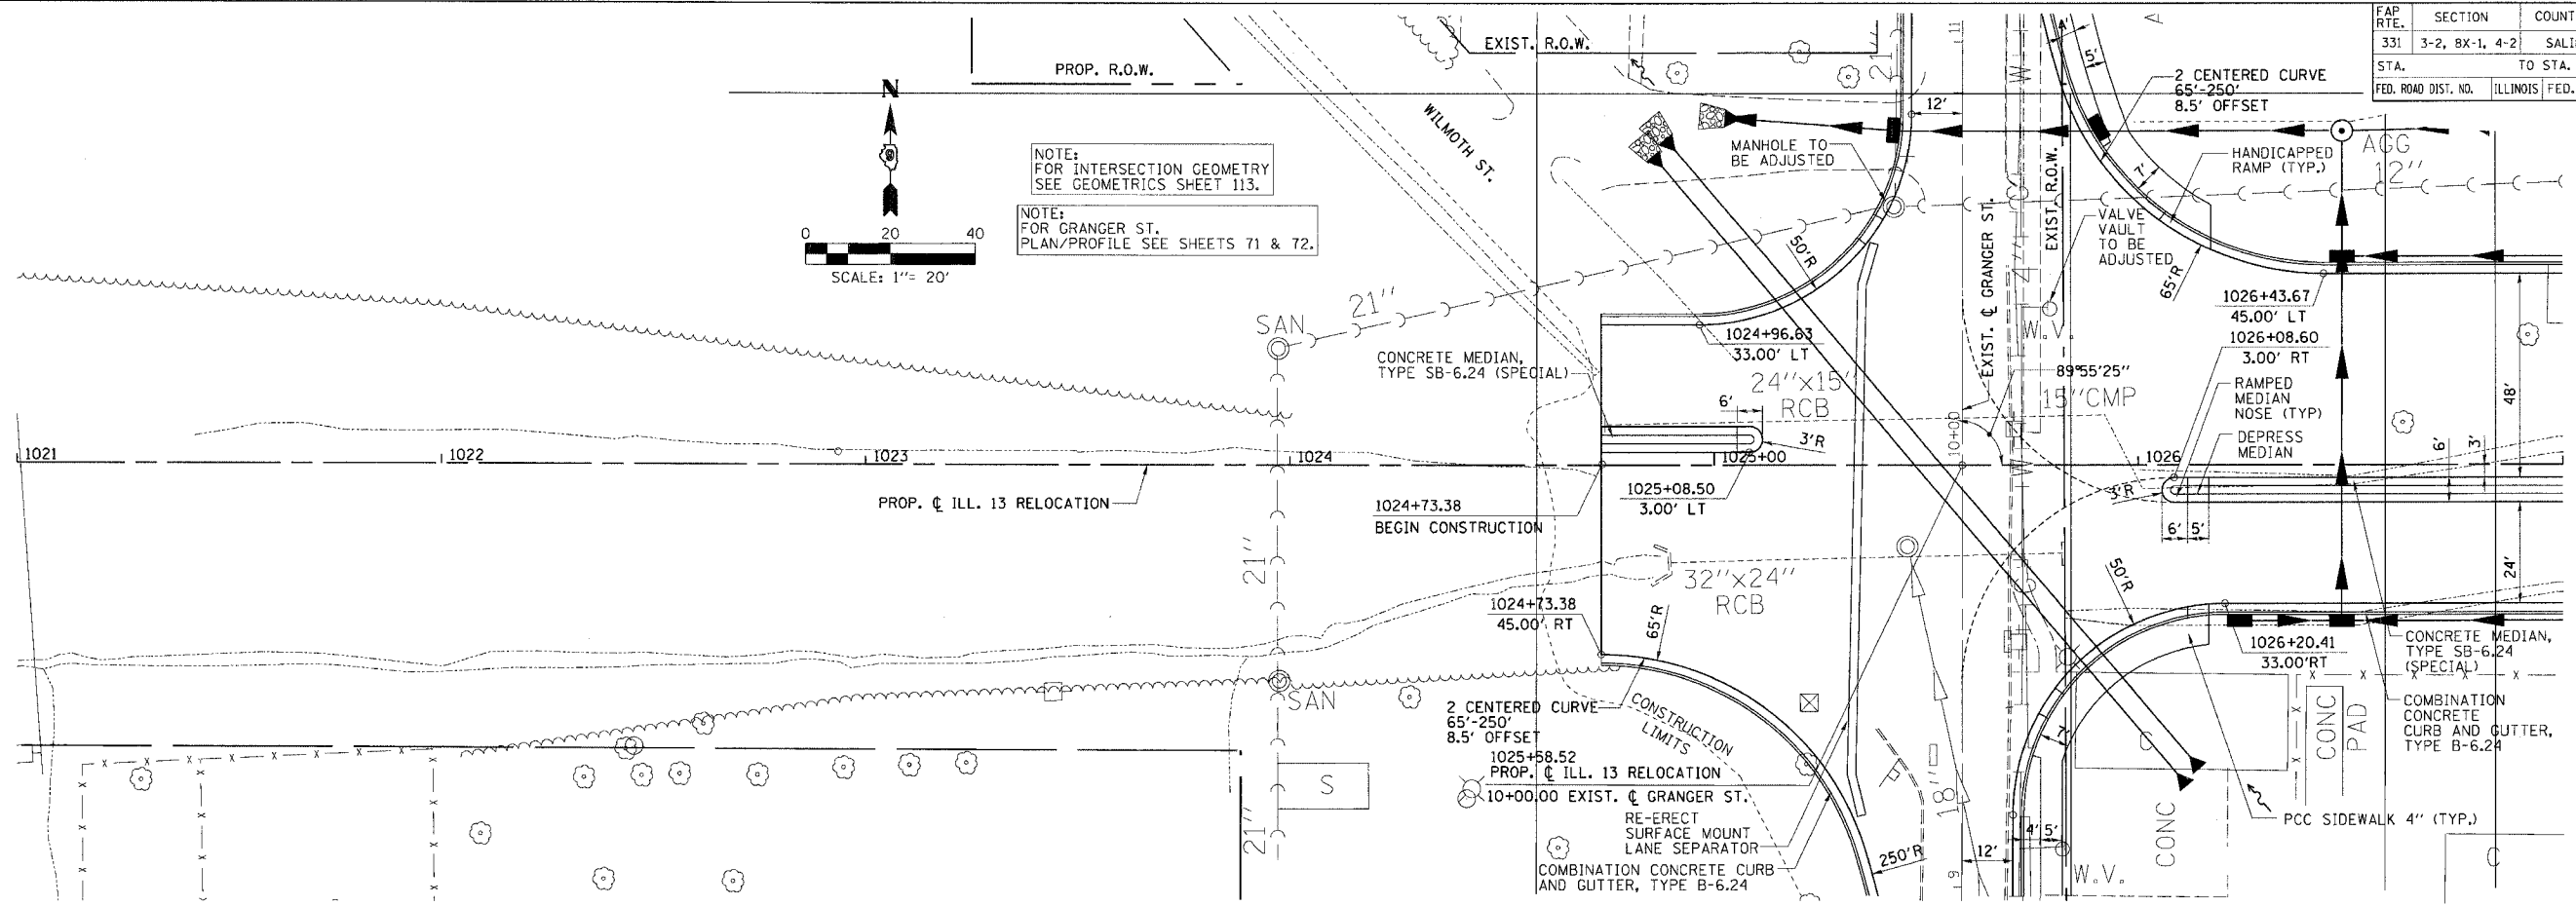 FAP RTE.
SECTION
331
3-2, 8X-1, 4-2
STA.
TO STA.
FED. ROAD DIST. NO.
ILLINOIS
FED.
PROP. R.O.W.
EXIST. R.O.W.
N
NOTE:
FOR INTERSECTION GEOMETRY
SEE GEOMETRICS SHEET 113.
NOTE:
FOR GRANGER ST.
PLAN/PROFILE SEE SHEETS 71 & 72.
0 20 40
SCALE: 1"= 20'
WILMOTH ST.
21"
12'
11
W
4'
5'
2 CENTERED CURVE
65'-250'
8.5' OFFSET
MANHOLE TO
BE ADJUSTED
HANDICAPPED
RAMP (TYP.)
7'
AGG
12"
EXIST. R.O.W.
EXIST. ℄ GRANGER ST.
VALVE
VAULT
TO BE
ADJUSTED
50'R
65'R
W.V.
SAN
21"
CONCRETE MEDIAN,
TYPE SB-6.24 (SPECIAL)
1024+96.63
33.00' LT
24"x15"
RCB
6'
3'R
89°55'25"
15"CMP
10+00
1026+43.67
45.00' LT
1026+08.60
3.00' RT
RAMPED
MEDIAN
NOSE (TYP)
DEPRESS
MEDIAN
48'
6'
3'
1021
1022
1023
1024
1025+00
1026
PROP. ℄ ILL. 13 RELOCATION
1024+73.38
BEGIN CONSTRUCTION
1025+08.50
3.00' LT
3'R
6'
5'
24'
21"
32"x24"
RCB
1024+73.38
45.00' RT
65'R
50'R
1026+20.41
33.00'RT
CONCRETE MEDIAN,
TYPE SB-6.24
(SPECIAL)
SAN
2 CENTERED CURVE
65'-250'
8.5' OFFSET
CONSTRUCTION
LIMITS
1025+58.52
PROP. ℄ ILL. 13 RELOCATION
10+00.00 EXIST. ℄ GRANGER ST.
RE-ERECT
SURFACE MOUNT
LANE SEPARATOR
COMBINATION CONCRETE CURB
AND GUTTER, TYPE B-6.24
250'R
18"
12'
9
4'
5'
7'
W.V.
C
CONC
CONC
PAD
COMBINATION
CONCRETE
CURB AND GUTTER,
TYPE B-6.24
PCC SIDEWALK 4" (TYP.)
C
S
21"